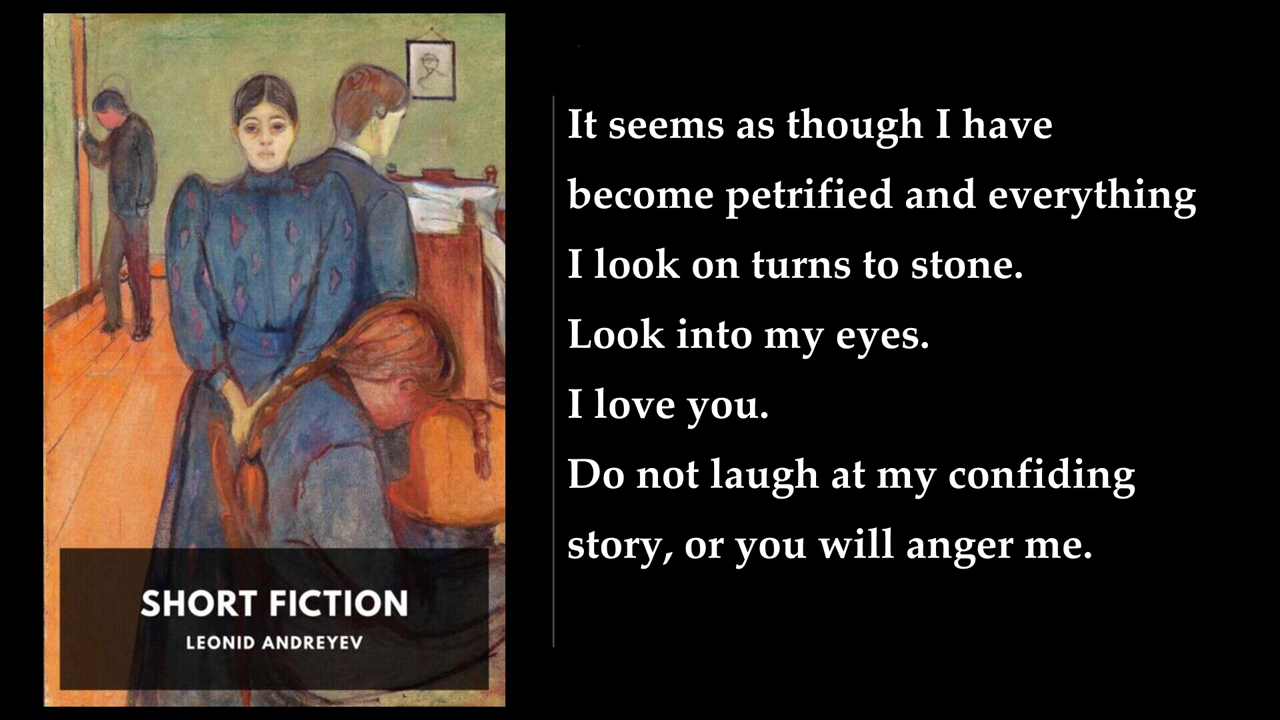 SHORT FICTION
LEONID ANDREYEV
It seems as though I have
become petrified and everything
I look on turns to stone.
Look into my eyes.
I love you.
Do not laugh at my confiding
story, or you will anger me.